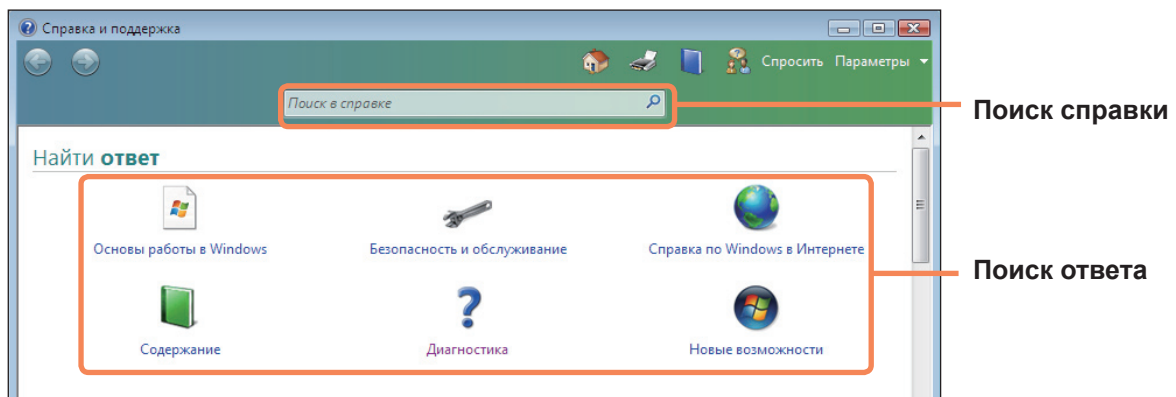 Справка и поддержка
Спросить Параметры
Поиск в справке
Поиск справки
Найти ответ
Основы работы в Windows
Безопасность и обслуживание
Справка по Windows в Интернете
Поиск ответа
Содержание
Диагностика
Новые возможности